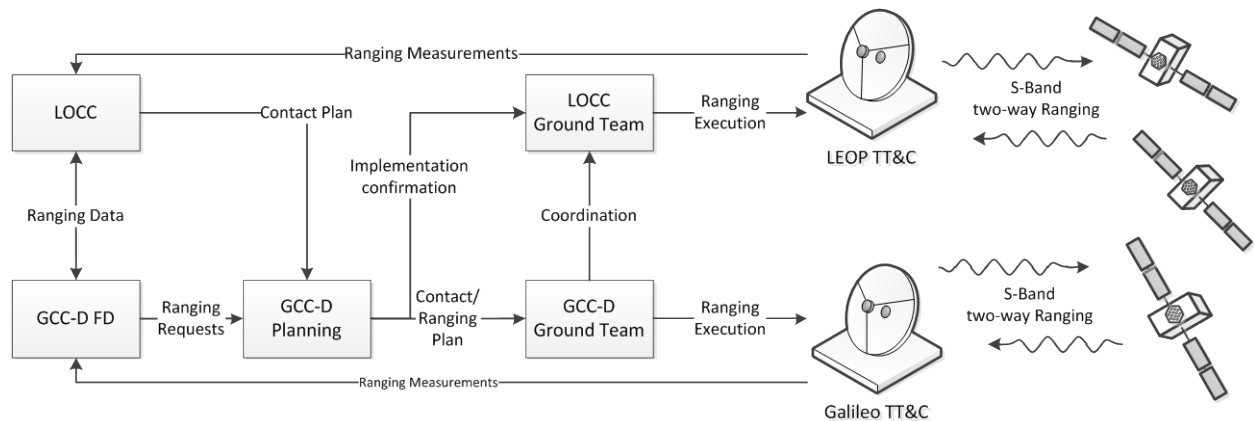 Ranging Measurements
LOCC
Contact Plan
LOCC
Ground Team
Ranging
Execution
LEOP TT&C
S-Band
two-way Ranging
Implementation
confirmation
Ranging Data
Coordination
GCC-D FD
Ranging
Requests
GCC-D
Planning
Contact/
Ranging
Plan
GCC-D
Ground Team
Ranging
Execution
Galileo TT&C
S-Band
two-way Ranging
Ranging Measurements